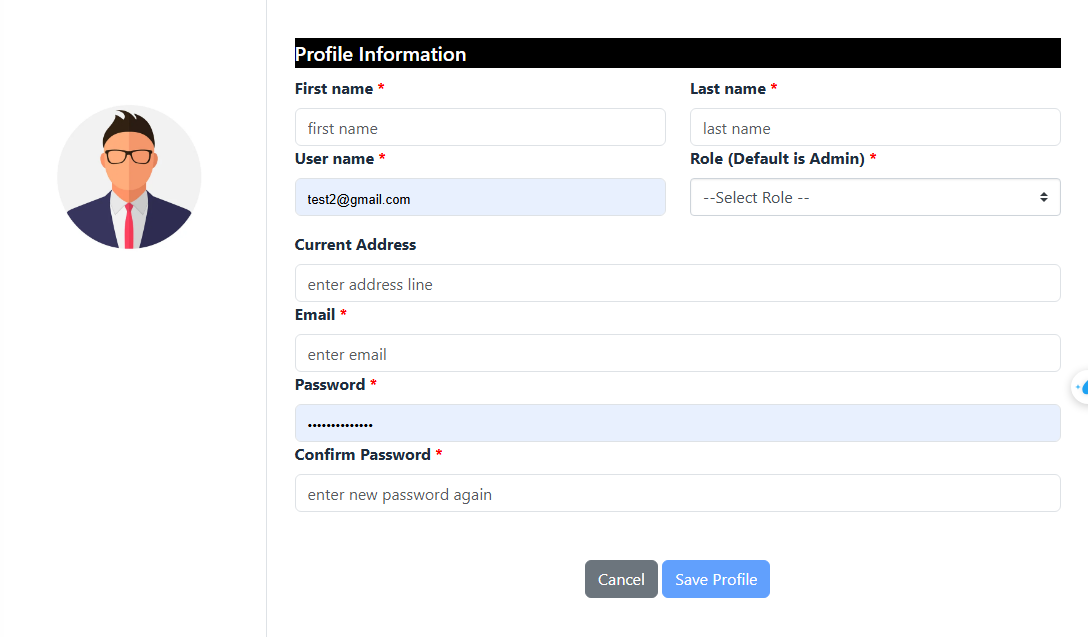 Profile Information
First name * Last name *
first name last name
User name * Role (Default is Admin) *
test2@gmail.com --Select Role --
Current Address
enter address line
Email *
enter email
Password *
••••••••••••••
Confirm Password *
enter new password again
Cancel Save Profile